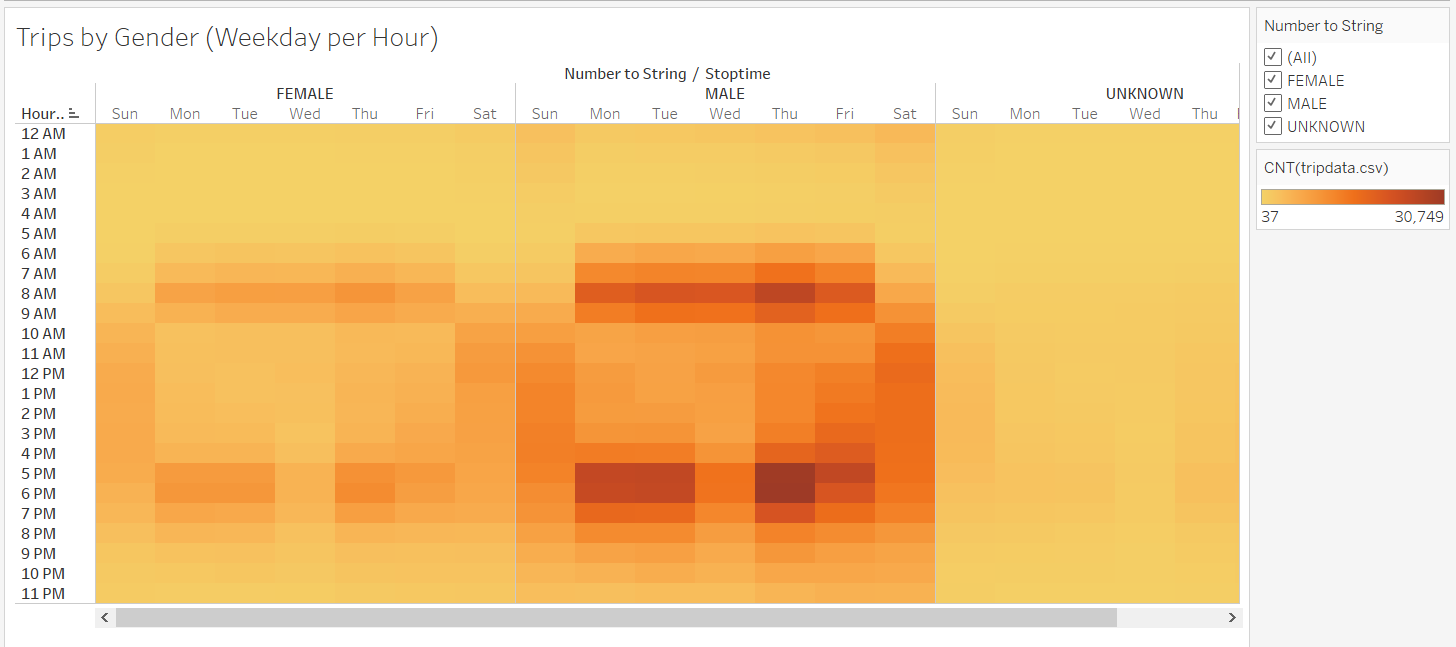 Trips by Gender (Weekday per Hour)
Number to String / Stoptime
FEMALE MALE UNKNOWN
Hour.. Sun Mon Tue Wed Thu Fri Sat Sun Mon Tue Wed Thu Fri Sat Sun Mon Tue Wed Thu
12 AM
1 AM
2 AM
3 AM
4 AM
5 AM
6 AM
7 AM
8 AM
9 AM
10 AM
11 AM
12 PM
1 PM
2 PM
3 PM
4 PM
5 PM
6 PM
7 PM
8 PM
9 PM
10 PM
11 PM
Number to String
(All)
FEMALE
MALE
UNKNOWN
CNT(tripdata.csv)
37 30,749